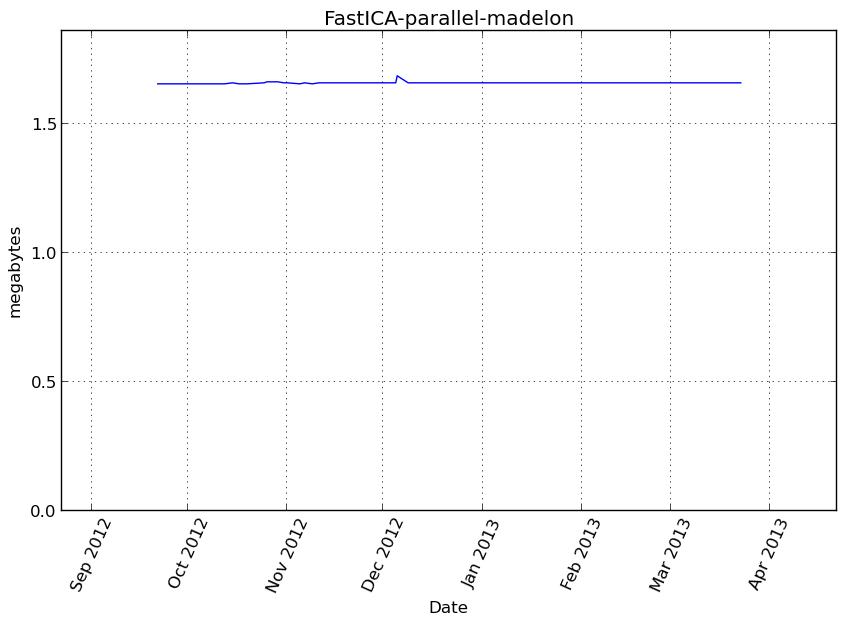 FastICA-parallel-madelon
megabytes
1.5
1.0
0.5
0.0
Sep 2012
Oct 2012
Nov 2012
Dec 2012
Jan 2013
Feb 2013
Mar 2013
Apr 2013
Date